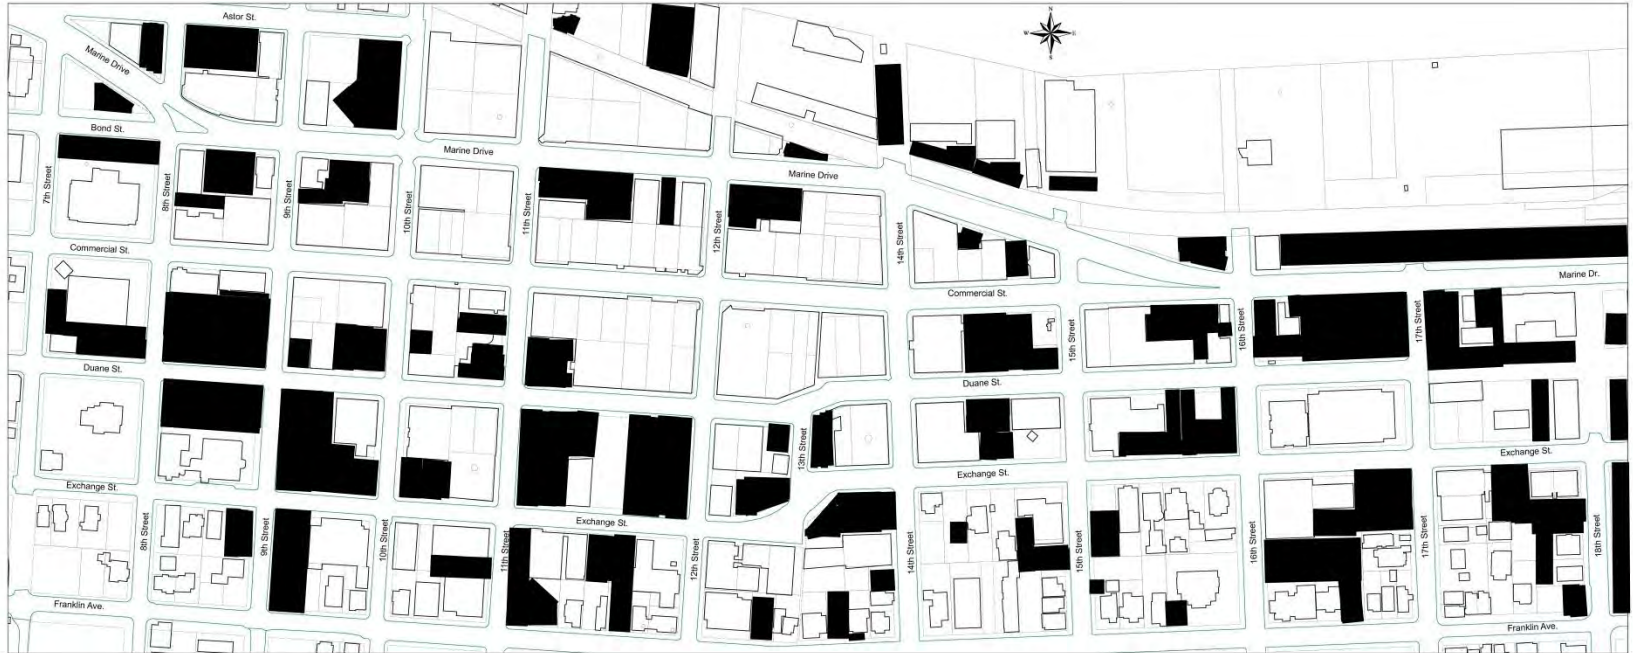 Astor St.
N
W
E
S
Marine Drive
Bond St.
Marine Drive
Marine Drive
7th Street
8th Street
9th Street
10th Street
11th Street
12th Street
14th Street
Commercial St.
Marine Dr.
Commercial St.
15th Street
16th Street
17th Street
Duane St.
Duane St.
13th Street
Exchange St.
Exchange St.
Exchange St.
Exchange St.
8th Street
9th Street
10th Street
11th Street
12th Street
14th Street
15th Street
16th Street
17th Street
18th Street
Franklin Ave.
Franklin Ave.